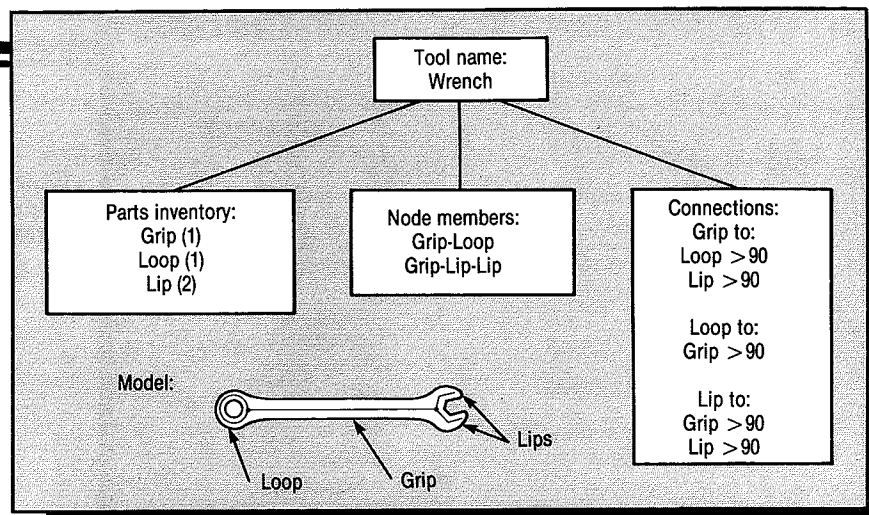 Tool name:
Wrench
Parts inventory:
Grip (1)
Loop (1)
Lip (2)
Node members:
Grip-Loop
Grip-Lip-Lip
Connections:
Grip to:
Loop >90
Lip >90
Loop to:
Grip >90
Lip to:
Grip >90
Lip >90
Model:
Lips
Loop
Grip